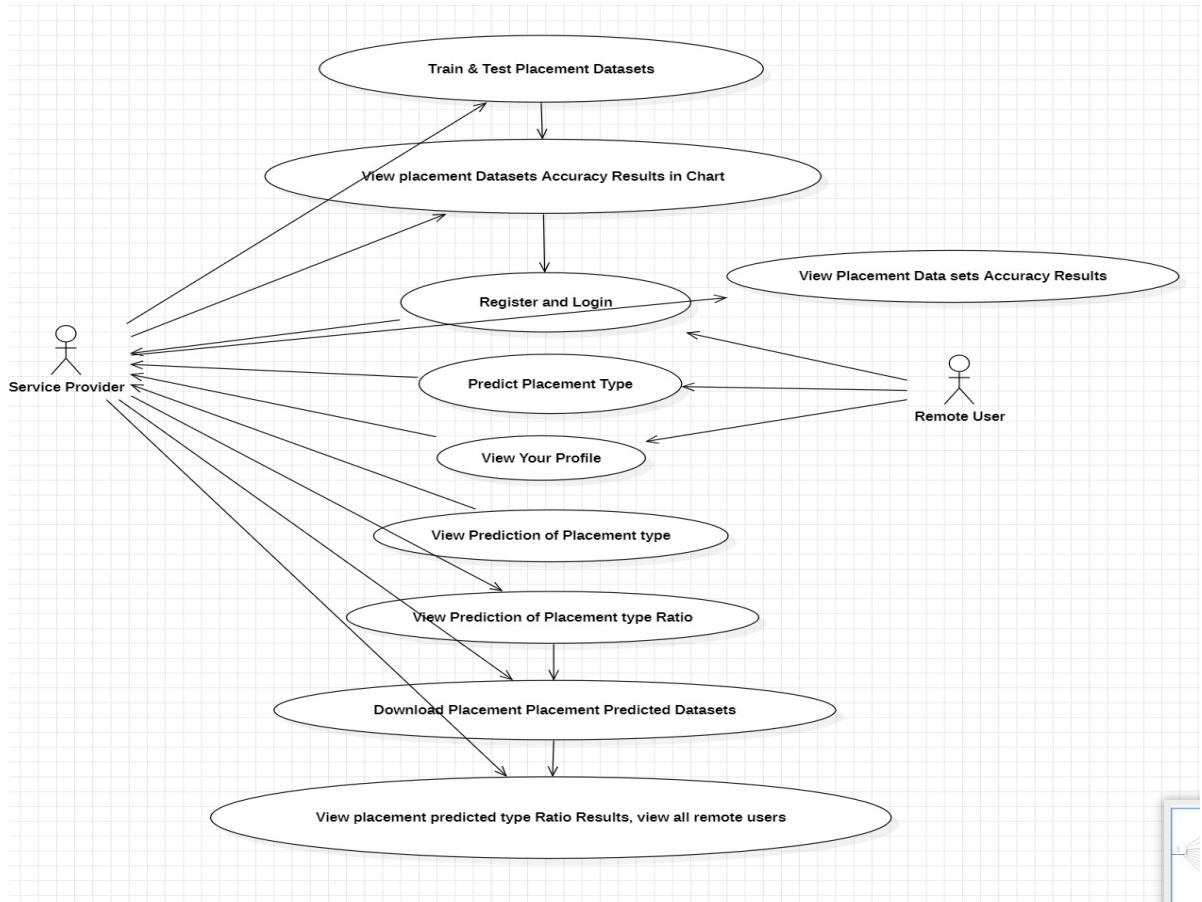 Train & Test Placement Datasets
View placement Datasets Accuracy Results in Chart
View Placement Data sets Accuracy Results
Register and Login
Service Provider
Predict Placement Type
Remote User
View Your Profile
View Prediction of Placement type
View Prediction of Placement type Ratio
Download Placement Placement Predicted Datasets
View placement predicted type Ratio Results, view all remote users